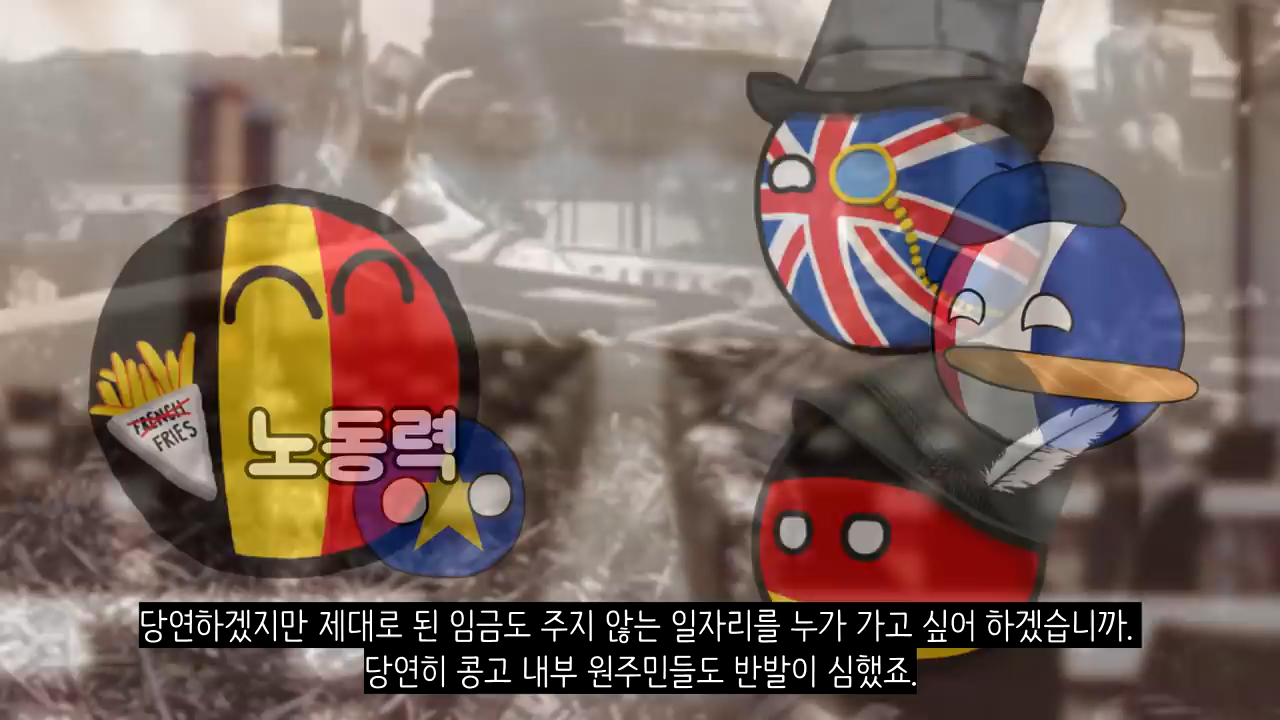 FRENCH
FRIES
노동력
당연하겠지만 제대로 된 임금도 주지 않는 일자리를 누가 가고 싶어 하겠습니까.
당연히 콩고 내부 원주민들도 반발이 심했죠.